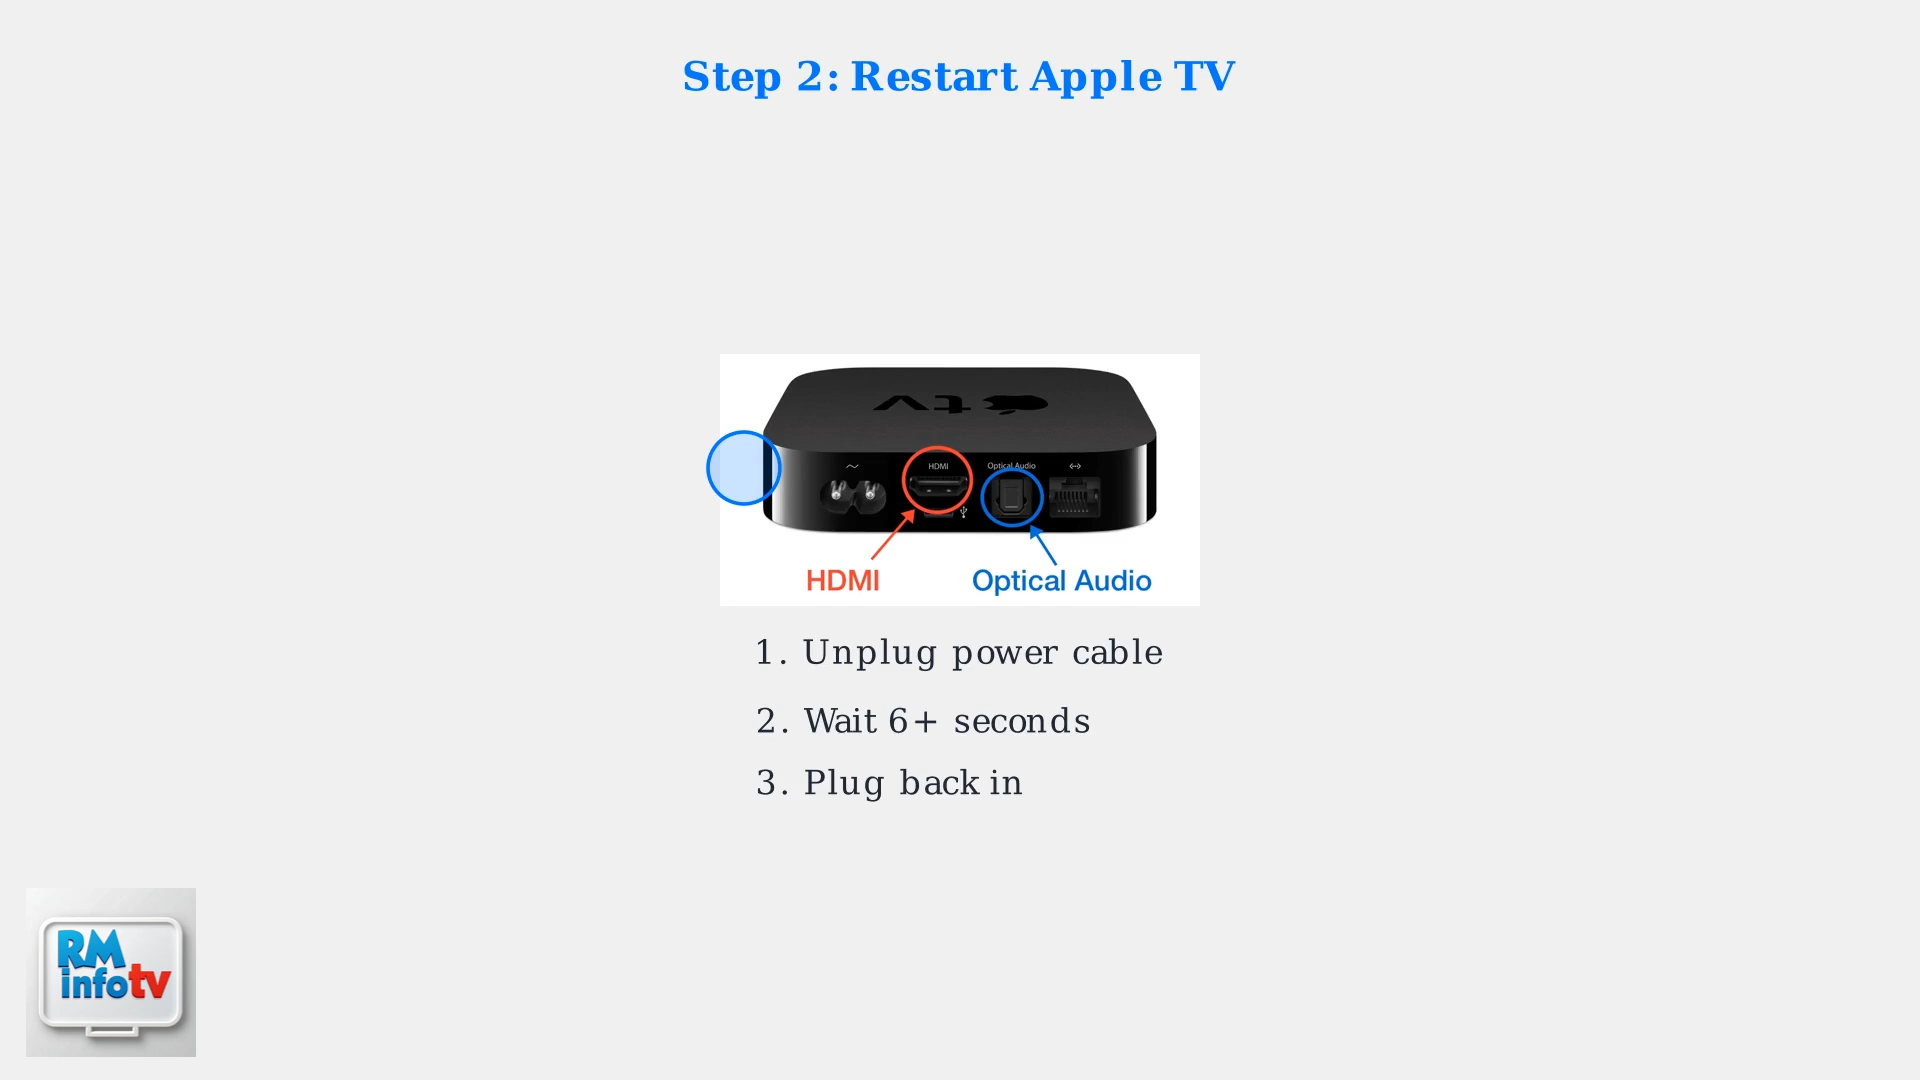 Step 2: Restart Apple TV
tv
HDMI
Optical Audio
HDMI
Optical Audio
1. Unplug power cable
2. Wait 6+ seconds
3. Plug back in
RM
infotv